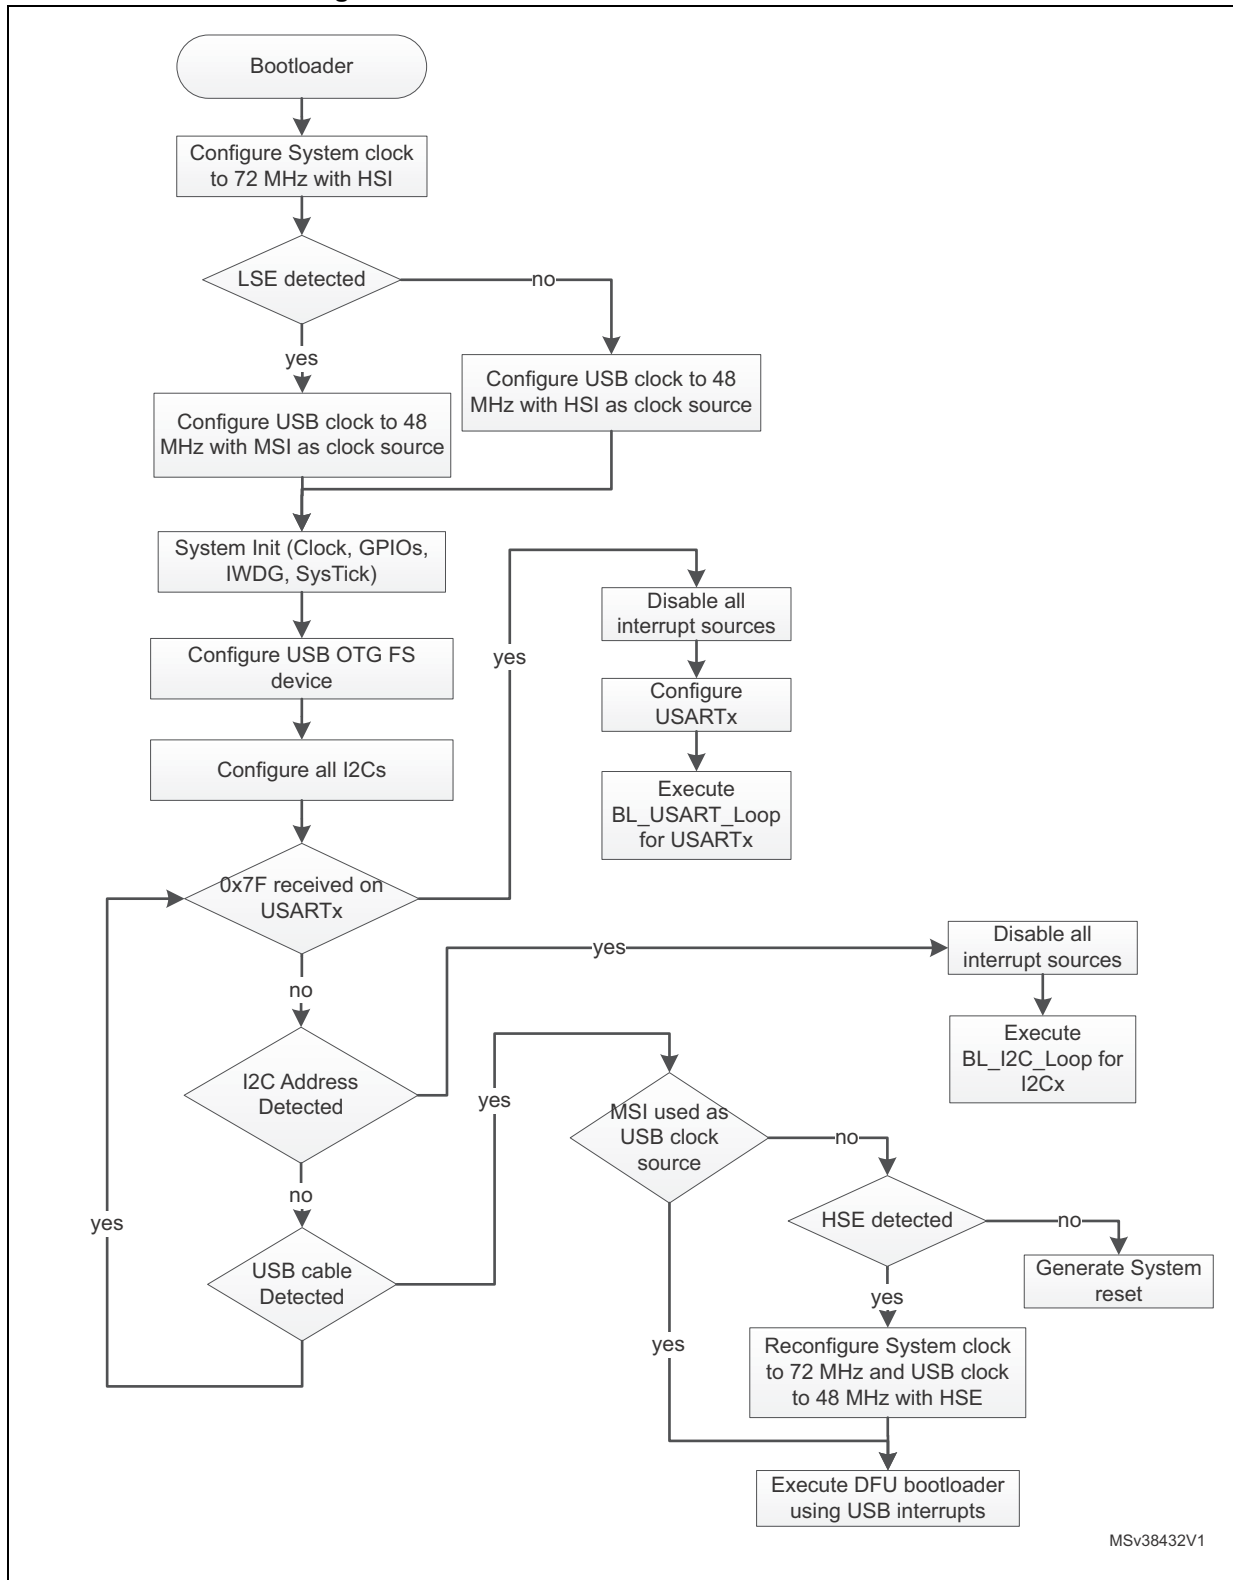 Bootloader
Configure System clock
to 72 MHz with HSI
LSE detected
no
yes
Configure USB clock to 48
MHz with HSI as clock source
Configure USB clock to 48
MHz with MSI as clock source
System Init (Clock, GPIOs,
IWDG, SysTick)
Disable all
interrupt sources
Configure USB OTG FS
device
yes
Configure
USARTx
Configure all I2Cs
Execute
BL_USART_Loop
for USARTx
0x7F received on
USARTx
yes
Disable all
interrupt sources
no
Execute
BL_I2C_Loop for
I2Cx
I2C Address
Detected
yes
MSI used as
USB clock
source
no
no
yes
HSE detected
no
USB cable
Detected
Generate System
reset
yes
yes
Reconfigure System clock
to 72 MHz and USB clock
to 48 MHz with HSE
Execute DFU bootloader
using USB interrupts
MSv38432V1